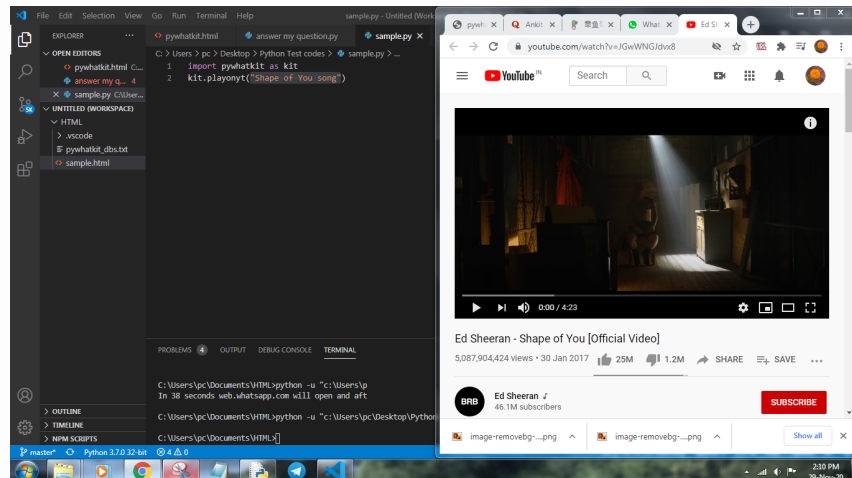 File Edit Selection View Go Run Terminal Help sample.py - Untitled (Work
EXPLORER
OPEN EDITORS
pywhatkit.html C:...
answer my q... 4
sample.py C:\User...
UNTITLED (WORKSPACE)
HTML
.vscode
pywhatkit_dbs.txt
sample.html
OUTLINE
TIMELINE
NPM SCRIPTS
pywhatkit.html answer my question.py sample.py
C: > Users > pc > Desktop > Python Test codes > sample.py > ...
1 import pywhatkit as kit
2 kit.playonyt("Shape of You song")
PROBLEMS 4 OUTPUT DEBUG CONSOLE TERMINAL
C:\Users\pc\Documents\HTML>python -u "c:\Users\p
In 38 seconds web.whatsapp.com will open and aft
C:\Users\pc\Documents\HTML>python -u "c:\Users\pc\Desktop\Python
C:\Users\pc\Documents\HTML>
master* Python 3.7.0 32-bit 4 0
pywh Ankit What: Ed Sh
youtube.com/watch?v=JGwWNGJdvx8
YouTube IN Search
0:00 / 4:23
Ed Sheeran - Shape of You [Official Video]
5,087,904,424 views • 30 Jan 2017 25M 1.2M SHARE SAVE
BRB
Ed Sheeran
46.1M subscribers
SUBSCRIBE
image-removebg-....png image-removebg-....png Show all
2:10 PM
29-Nov-20